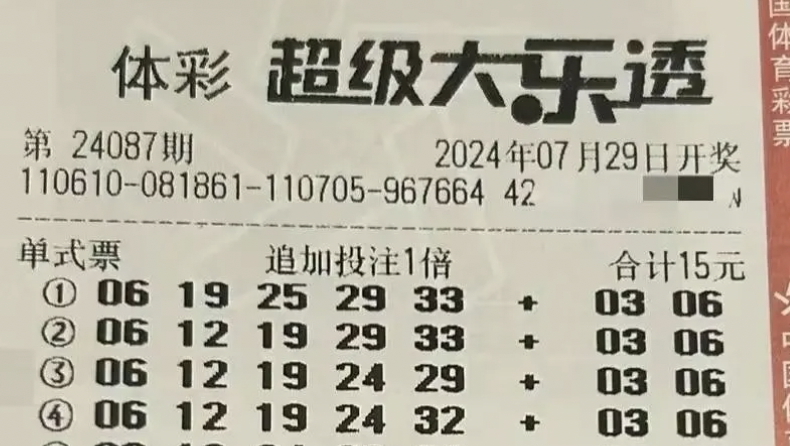 体彩 超级大乐透
第 24087期 2024年07月29日开奖
110610-081861-110705-967664 42
单式票 追加投注1倍 合计15元
① 06 19 25 29 33 + 03 06
② 06 12 19 29 33 + 03 06
③ 06 12 19 24 29 + 03 06
④ 06 12 19 24 32 + 03 06
国体育彩票
中国体